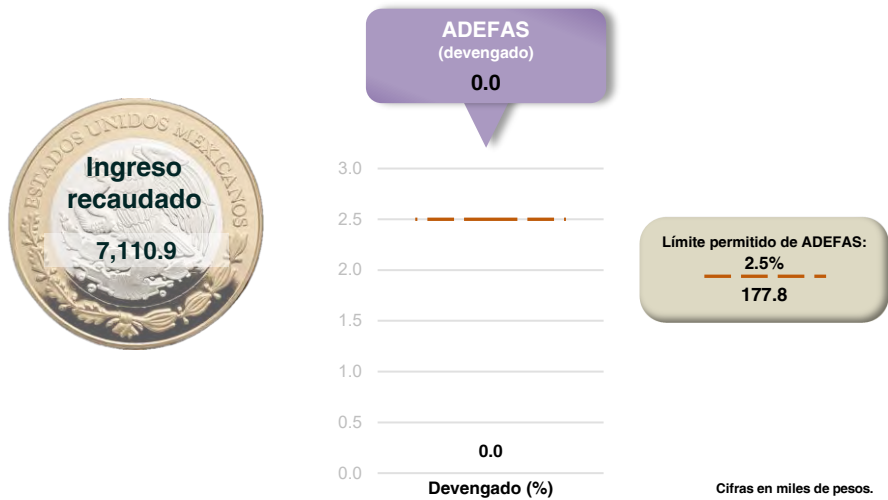 ADEFAS
(devengado)
0.0
ESTADOS UNIDOS MEXICANOS
Ingreso
recaudado
7,110.9
3.0
2.5
2.0
1.5
1.0
0.5
0.0
0.0
Devengado (%)
Límite permitido de ADEFAS:
2.5%
177.8
Cifras en miles de pesos.